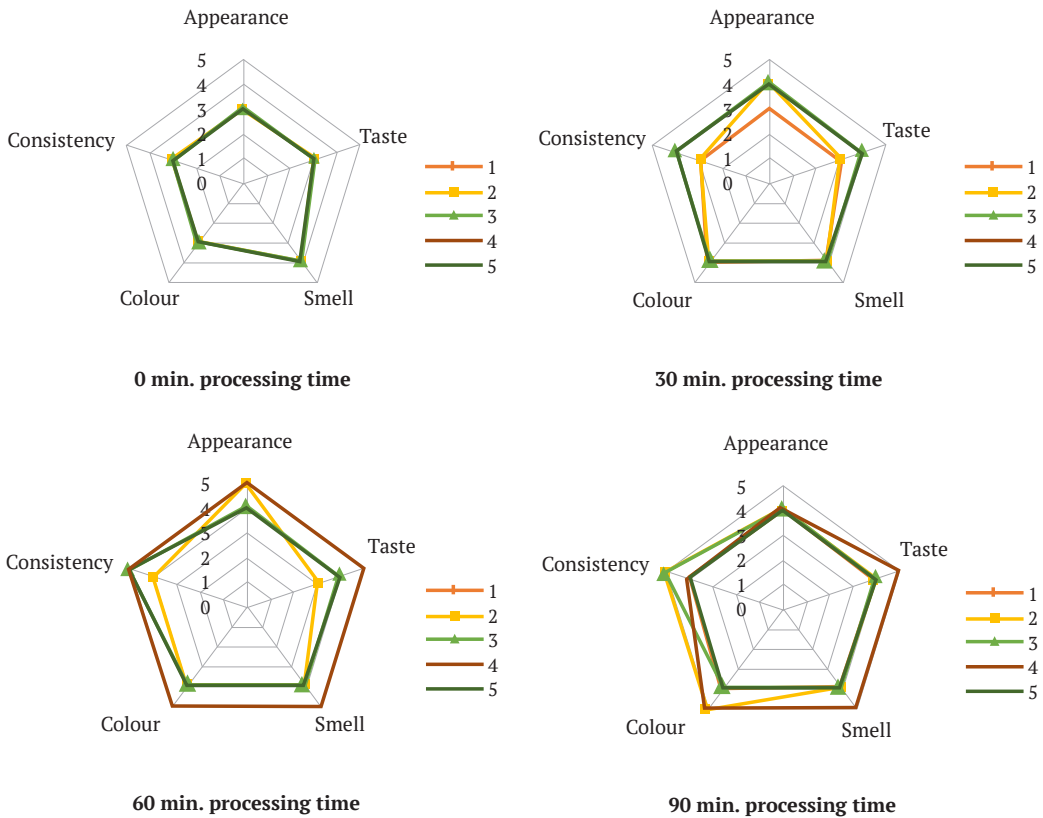 Appearance
5
4
3
2
1
0
Consistency
Taste
Colour
Smell
1
2
3
4
5
0 min. processing time
Appearance
5
4
3
2
1
0
Taste
Colour
Smell
1
2
3
4
5
30 min. processing time
Appearance
5
4
3
2
1
0
Consistency
Taste
Colour
Smell
1
2
3
4
5
60 min. processing time
Appearance
5
4
3
2
1
0
Consistency
Taste
Colour
Smell
1
2
3
4
5
90 min. processing time